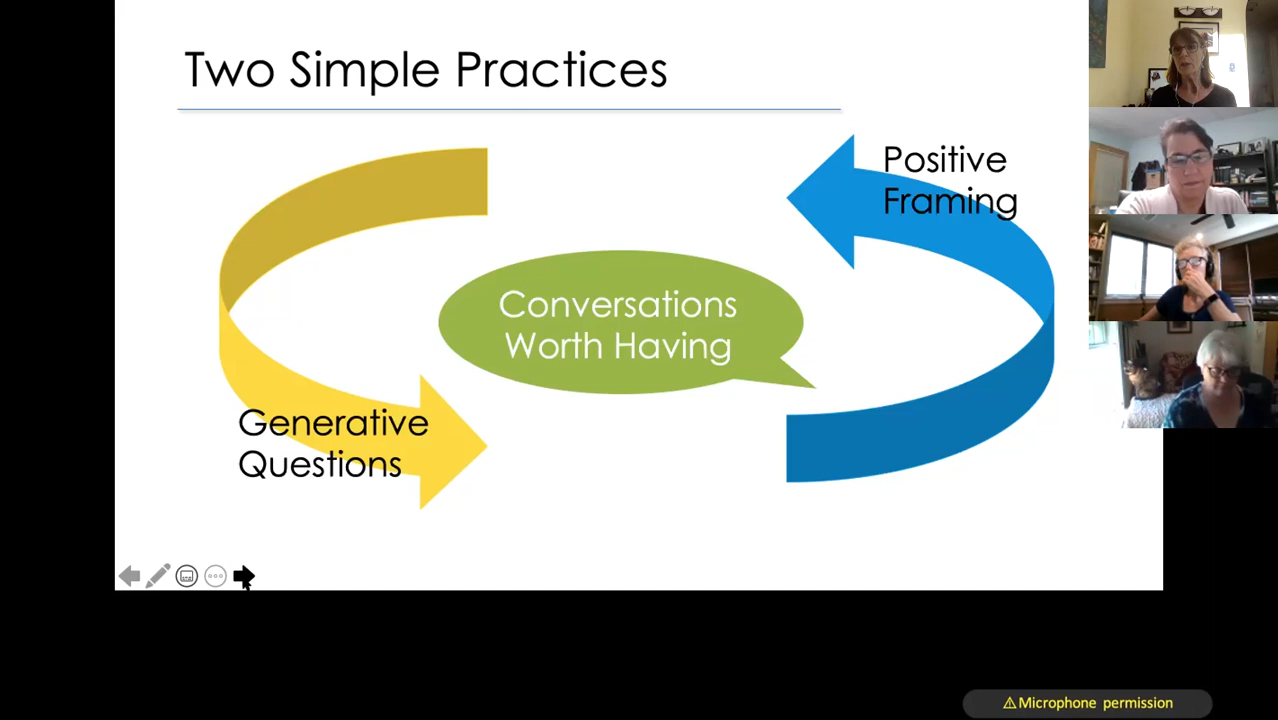 Two Simple Practices
Positive
Framing
Conversations
Worth Having
Generative
Questions
⚠Microphone permission